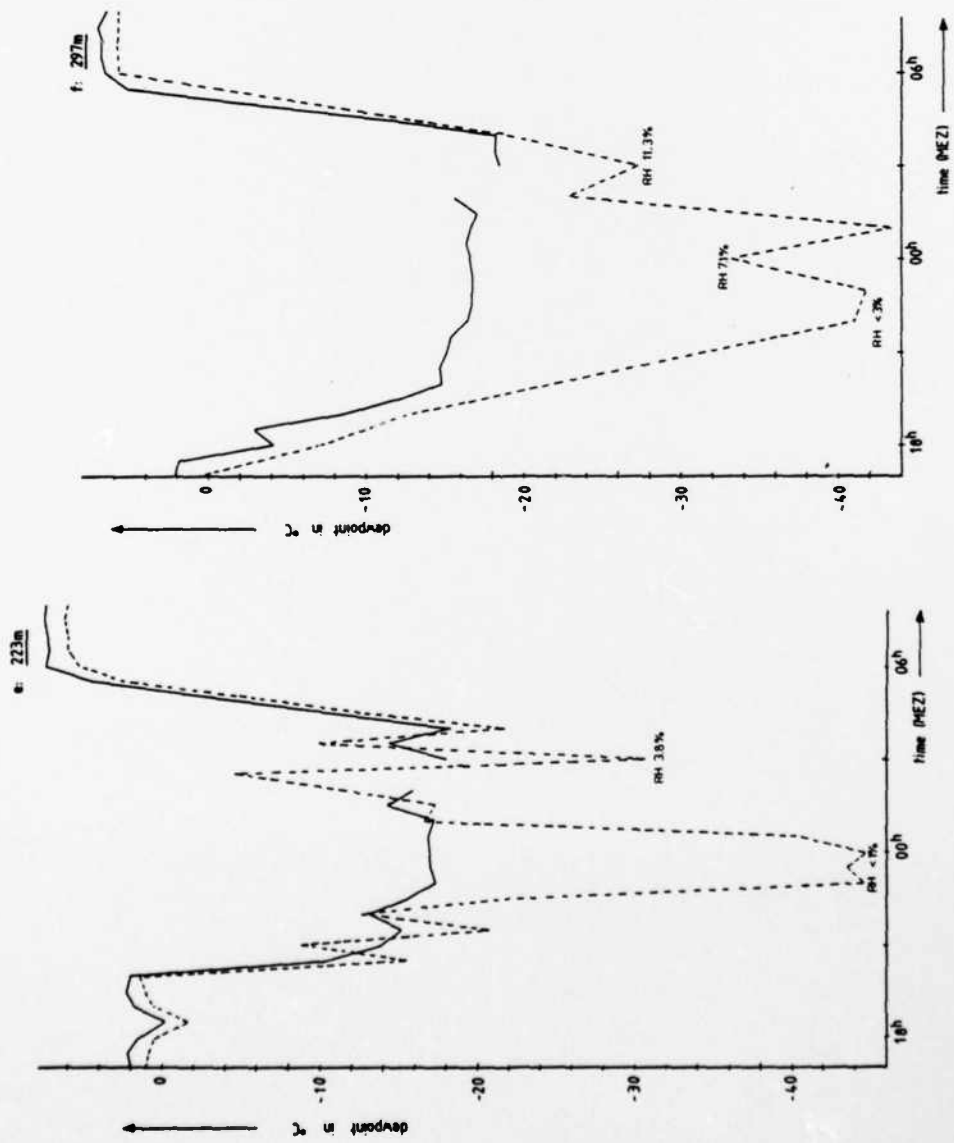 e: 223m
dewpoint in °C
0
-10
-20
-30
-40
18h
00h
06h
time (MEZ)
RH <1%
RH 3.8%
f: 297m
dewpoint in °C
0
-10
-20
-30
-40
18h
00h
06h
time (MEZ)
RH <3%
RH 7.1%
RH 11.3%